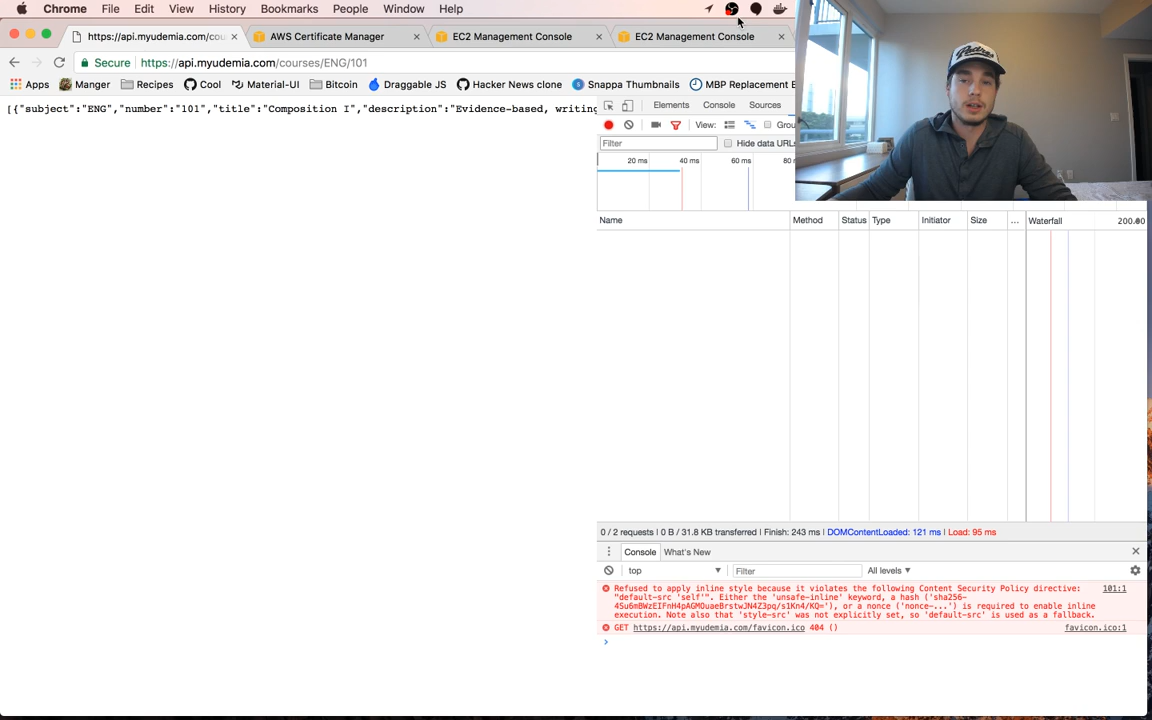 Chrome File Edit View History Bookmarks People Window Help
https://api.myudemia.com/cou
AWS Certificate Manager
EC2 Management Console
EC2 Management Console
Secure https://api.myudemia.com/courses/ENG/101
Apps Manger Recipes Cool Material-UI Bitcoin Draggable JS Hacker News clone Snappa Thumbnails MBP Replacement E
[{"subject":"ENG","number":"101","title":"Composition I","description":"Evidence-based, writing
Elements Console Sources
View: Grou
Filter Hide data URLs
20 ms 40 ms 60 ms 80 m
Padres
Name Method Status Type Initiator Size ... Waterfall 200.00
0 / 2 requests | 0 B / 31.8 KB transferred | Finish: 243 ms | DOMContentLoaded: 121 ms | Load: 95 ms
Console What's New
top Filter All levels
Refused to apply inline style because it violates the following Content Security Policy directive: 101:1
"default-src 'self'". Either the 'unsafe-inline' keyword, a hash ('sha256-
4Su6mBWzEIFnH4pAGMOuaeBrstwJN4Z3pq/s1Kn4/KQ='), or a nonce ('nonce-...') is required to enable inline
execution. Note also that 'style-src' was not explicitly set, so 'default-src' is used as a fallback.
GET https://api.myudemia.com/favicon.ico 404 () favicon.ico:1